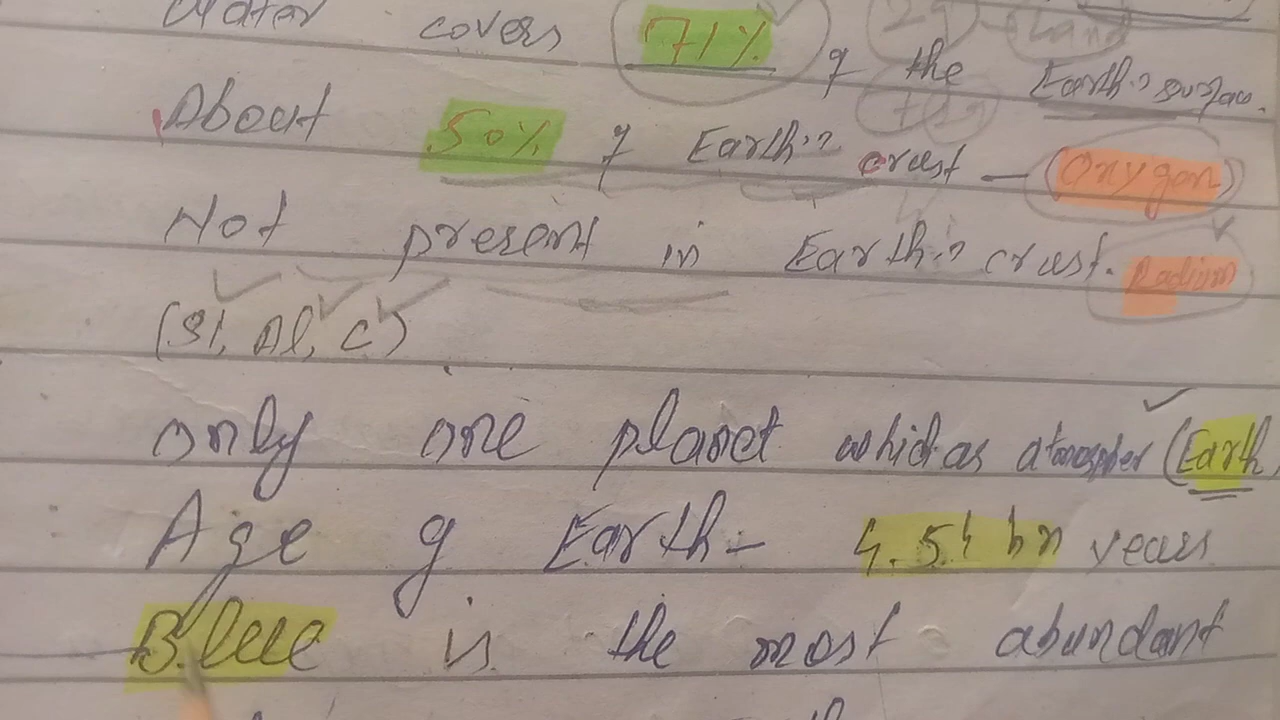 Water covers 71% of the Earth's surface.
About 50% of Earth's crust – (Oxygen)
Not present in Earth's crust. Radium
(Si, Al, C)
only one planet which as atmospher (Earth)
Age of Earth – 4.54 bn years
Blue is the most abundant